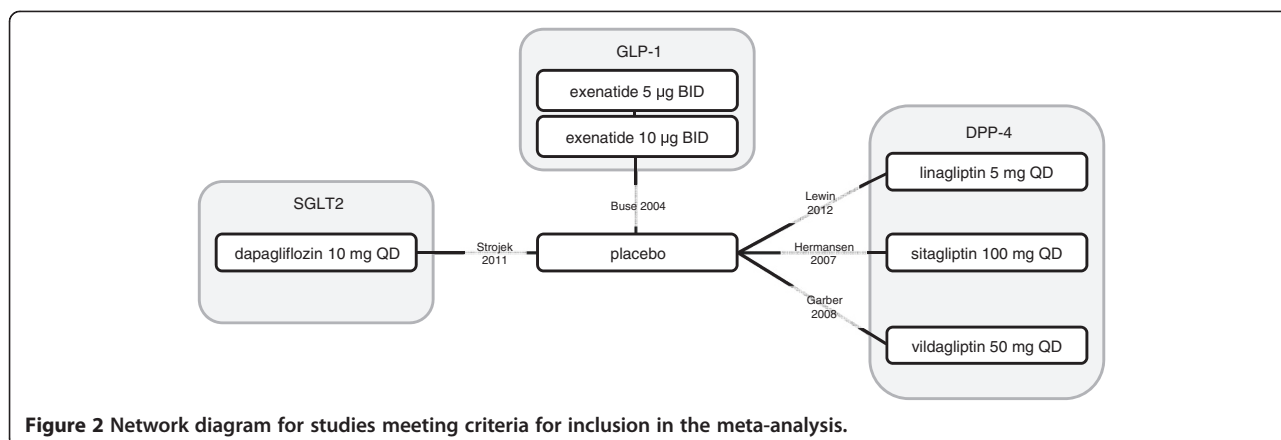 GLP-1
exenatide 5 µg BID
exenatide 10 µg BID
DPP-4
linagliptin 5 mg QD
Lewin
2012
Buse 2004
SGLT2
dapagliflozin 10 mg QD
Strojek
2011
placebo
Hermansen
2007
sitagliptin 100 mg QD
Garber
2008
vildagliptin 50 mg QD
Figure 2 Network diagram for studies meeting criteria for inclusion in the meta-analysis.